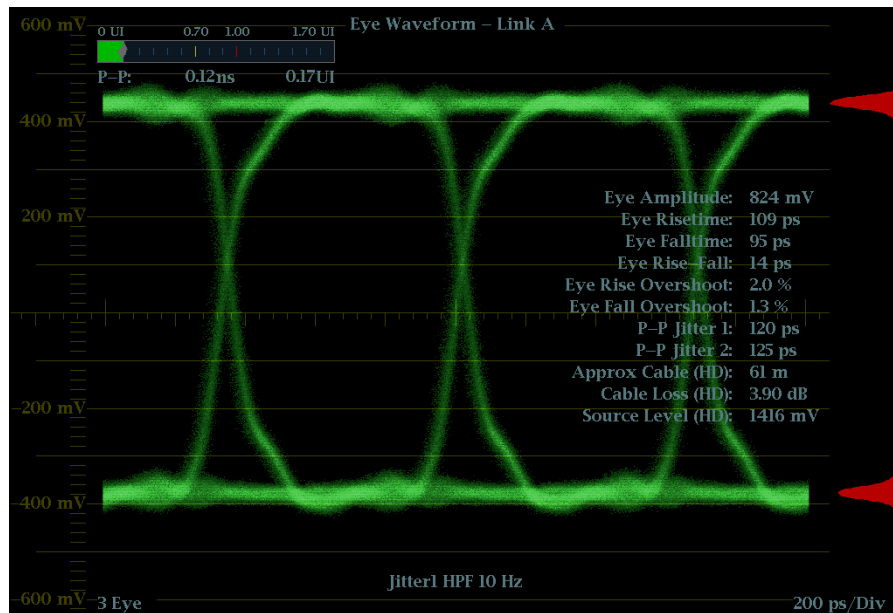 600 mV
Eye Waveform – Link A
0 UI 0.70 1.00 1.70 UI
P–P: 0.12ns 0.17UI
400 mV
200 mV
Eye Amplitude: 824 mV
Eye Risetime: 109 ps
Eye Falltime: 95 ps
Eye Rise–Fall: 14 ps
Eye Rise Overshoot: 2.0 %
Eye Fall Overshoot: 1.3 %
0 mV
P–P Jitter 1: 120 ps
P–P Jitter 2: 125 ps
Approx Cable (HD): 61 m
Cable Loss (HD): 3.90 dB
–200 mV
Source Level (HD): 1416 mV
–400 mV
Jitter1 HPF 10 Hz
–600 mV
3 Eye
200 ps/Div